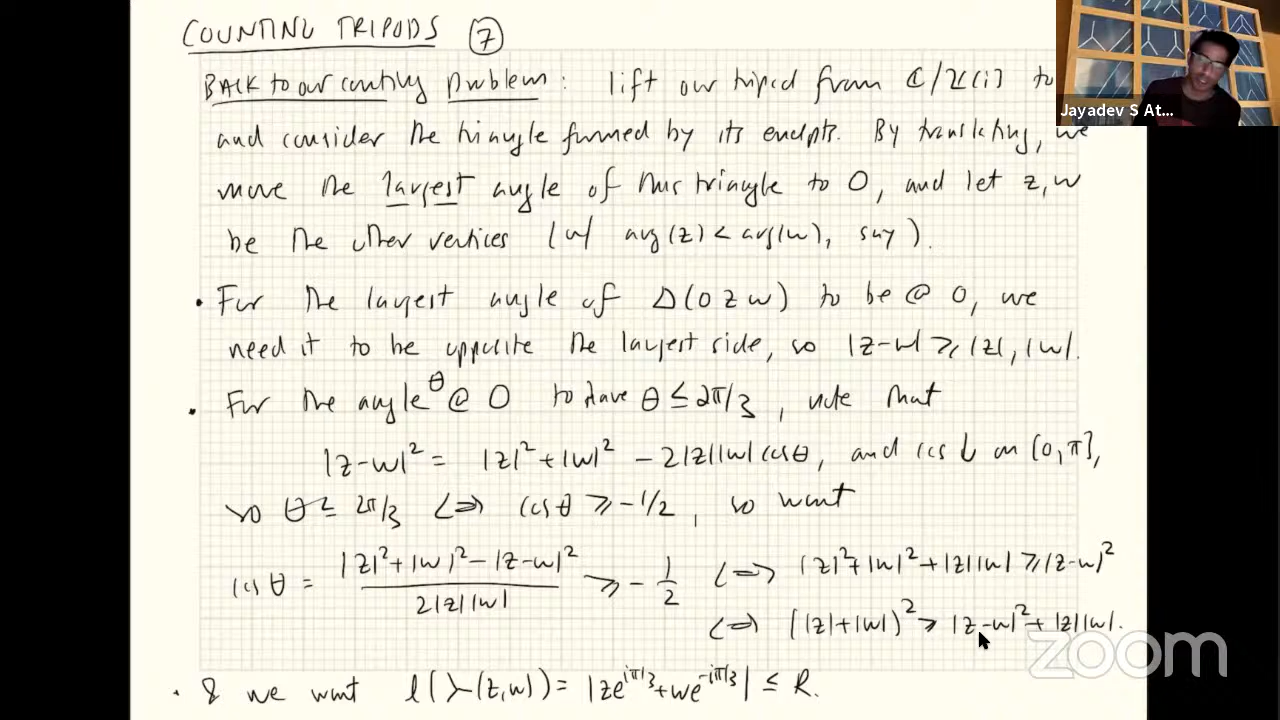 COUNTING TRIPODS ⑦
BACK to our counting problem : lift our tripod from ℂ/ℤ[i] to
and consider the triangle formed by its endpts. By translating, we
move the largest angle of this triangle to 0, and let z, w
be the other vertices (w/ arg(z) < arg(w), say).
• For the largest angle of Δ(0 z w) to be @ 0, we
need it to be opposite the largest side, so |z-w| ≥ |z|, |w|.
• For the angle θ @ 0 to have θ ≤ 2π/3, note that
|z-w|² = |z|² + |w|² - 2|z||w| cos θ, and cos ↓ on [0, π],
so θ ≤ 2π/3 ⟺ cos θ ≥ -1/2, so want
cos θ = (|z|² + |w|² - |z-w|²) / (2|z||w|) ≥ -1/2 ⟺ |z|² + |w|² + |z||w| ≥ |z-w|²
⟺ (|z|+|w|)² ≥ |z-w|² + |z||w|.
• & we want l(≻-(z,w)) = |ze^{iπ/3} + we^{-iπ/3}| ≤ R.
Jayadev S At...
zoom